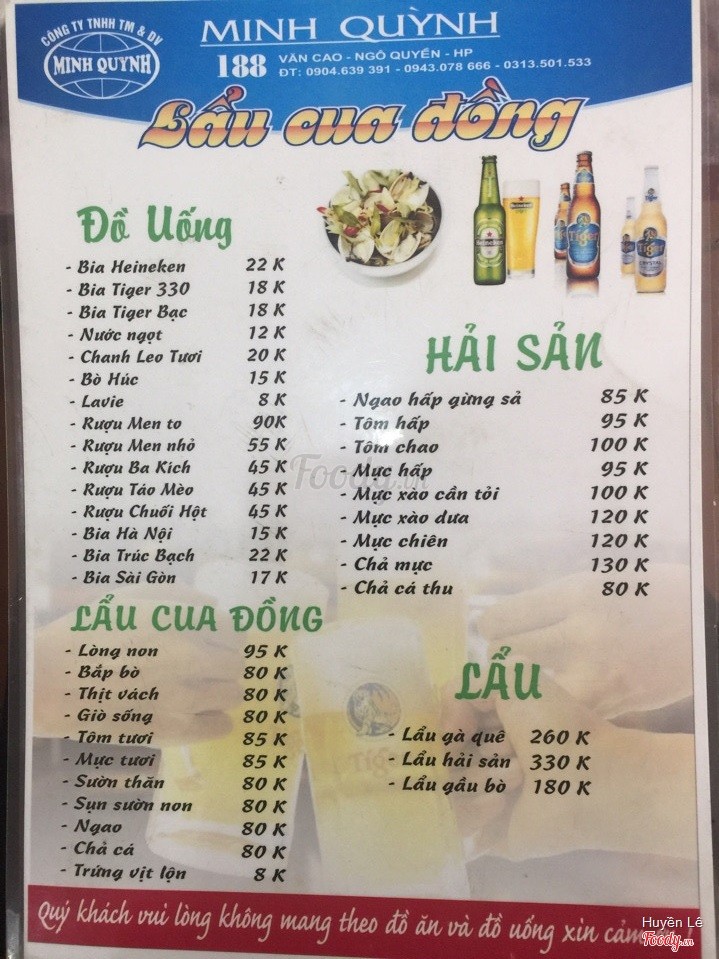 CÔNG TY TNHH TM & DV
MINH QUỲNH
MINH QUỲNH
188 VĂN CAO - NGÔ QUYỀN - HP
ĐT: 0904.639 391 - 0943.078 666 - 0313.501.533
Lẩu cua đồng
Đồ Uống
- Bia Heineken 22 K
- Bia Tiger 330 18 K
- Bia Tiger Bạc 18 K
- Nước ngọt 12 K
- Chanh Leo Tươi 20 K
- Bò Húc 15 K
- Lavie 8 K
- Rượu Men to 90K
- Rượu Men nhỏ 55 K
- Rượu Ba Kich 45 K
- Rượu Táo Mèo 45 K
- Rượu Chuối Hột 45 K
- Bia Hà Nội 15 K
- Bia Trúc Bạch 22 K
- Bia Sài Gòn 17 K
LẨU CUA ĐỒNG
- Lòng non 95 K
- Bắp bò 80 K
- Thịt vách 80 K
- Giò sống 80 K
- Tôm tươi 85 K
- Mực tươi 85 K
- Sườn thăn 80 K
- Sụn sườn non 80 K
- Ngao 80 K
- Chả cá 80 K
- Trứng vịt lộn 8 K
Heineken
Heineken
Tiger
Tiger
CRYSTAL
HẢI SẢN
- Ngao hấp gừng sả 85 K
- Tôm hấp 95 K
- Tôm chao 100 K
- Mực hấp 95 K
- Mực xào cần tỏi 100 K
- Mực xào dưa 120 K
- Mực chiên 120 K
- Chả mực 130 K
- Chả cá thu 80 K
Foody.vn
LẨU
- Lẩu gà quê 260 K
- Lẩu hải sản 330 K
- Lẩu gầu bò 180 K
Quý khách vui lòng không mang theo đồ ăn và đồ uống xin cảm
Huyền Lê
Foody.vn